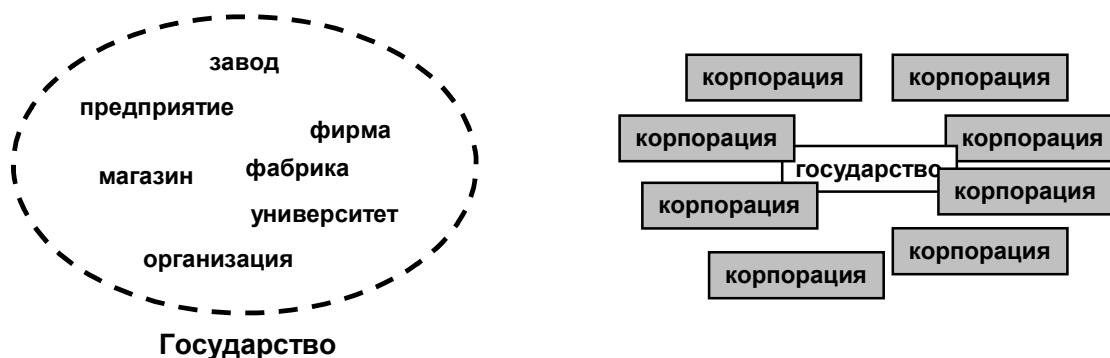 завод
предприятие
фирма
магазин
фабрика
университет
организация
Государство
корпорация
корпорация
корпорация
корпорация
государство
корпорация
корпорация
корпорация
корпорация